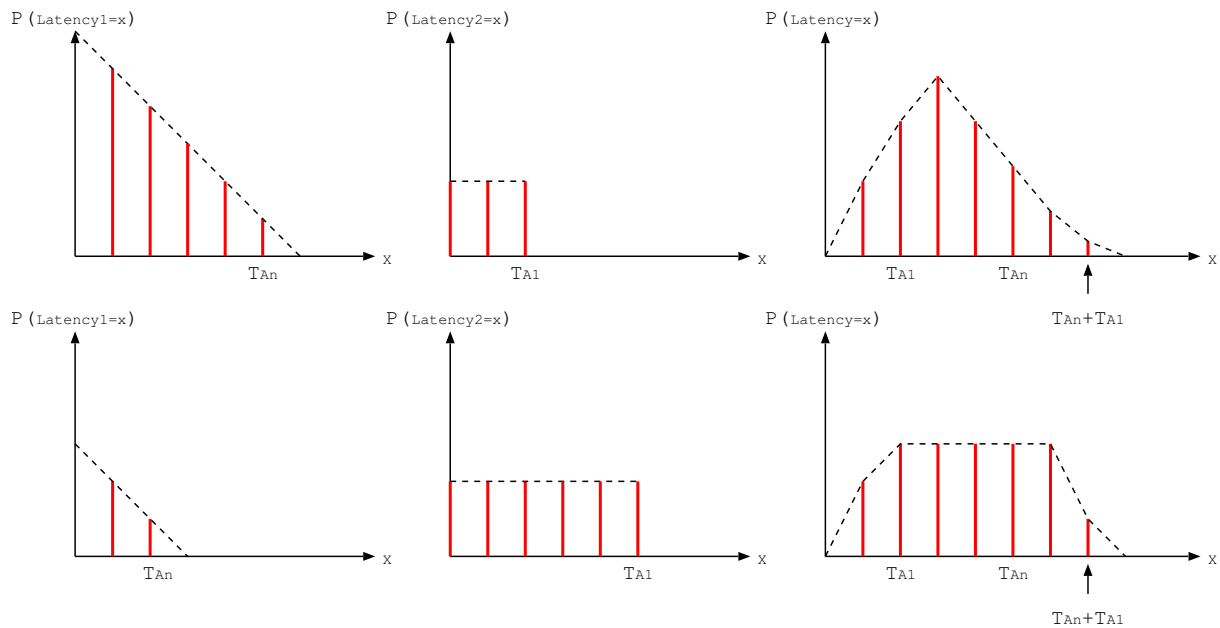 P(Latency1=x)
P(Latency2=x)
P(Latency=x)
x
x
x
TAn
TA1
TA1
TAn
TAn+TA1
P(Latency1=x)
P(Latency2=x)
P(Latency=x)
x
x
x
TAn
TA1
TA1
TAn
TAn+TA1